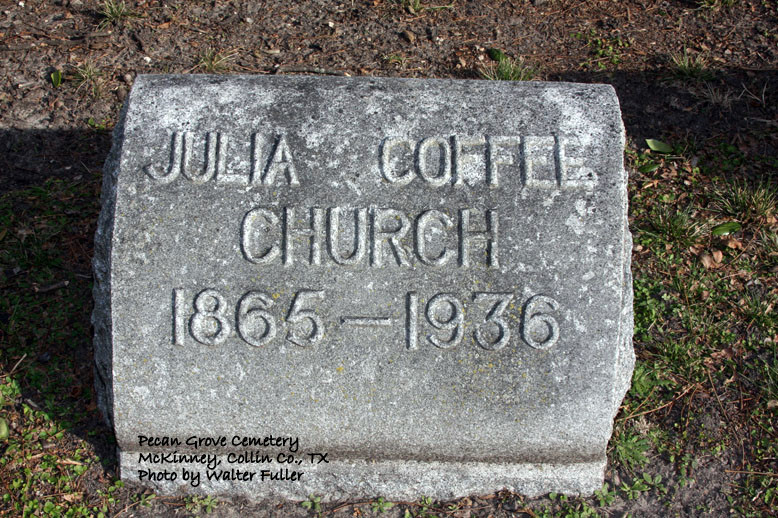 JULIA COFFEE
CHURCH
1865—1936
Pecan Grove Cemetery
McKinney, Collin Co., TX
Photo by Walter Fuller